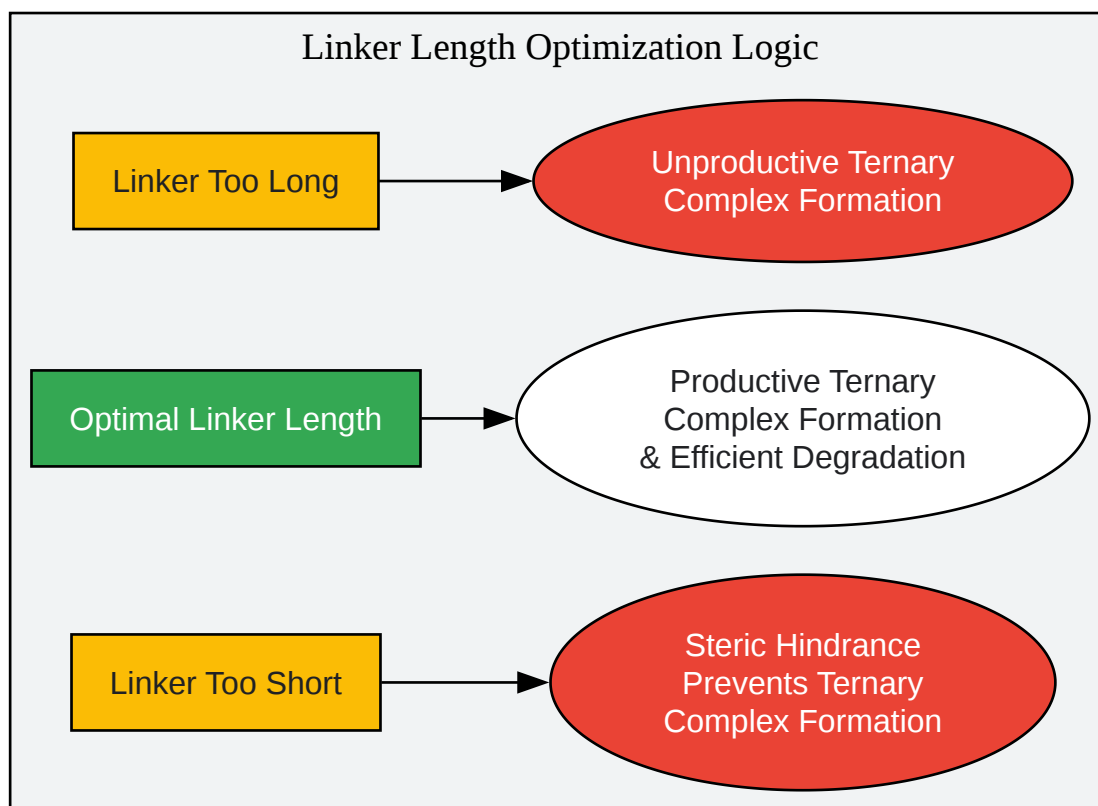 Linker Length Optimization Logic
Linker Too Long
Unproductive Ternary
Complex Formation
Optimal Linker Length
Productive Ternary
Complex Formation
& Efficient Degradation
Linker Too Short
Steric Hindrance
Prevents Ternary
Complex Formation